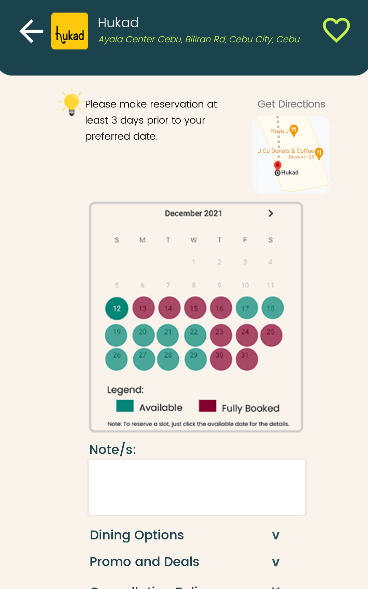 Hukad
hukad
Ayala Center Cebu, Biliran Rd, Cebu City, Cebu
Please make reservation at
least 3 days prior to your
preferred date.
Get Directions
Kuya J
J.Co Donuts & Coffee
Dessert - $$
Hukad
December 2021
S M T W T F S
1 2 3 4
5 6 7 8 9 10 11
12 13 14 15 16 17 18
19 20 21 22 23 24 25
26 27 28 29 30 31
Legend:
Available Fully Booked
Note: To reserve a slot, just click the available date for the details.
Note/s:
Dining Options v
Promo and Deals v